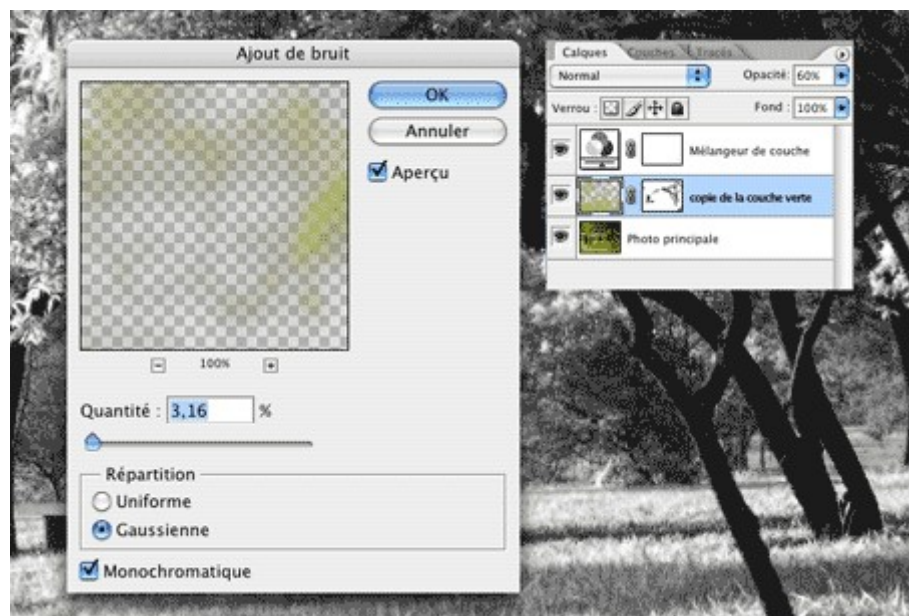 Ajout de bruit
OK
Annuler
Aperçu
100%
Quantité : 3,16 %
Répartition
Uniforme
Gaussienne
Monochromatique
Calques Couches Tracés
Normal Opacité: 60%
Verrou : Fond : 100%
Mélangeur de couche
copie de la couche verte
Photo principale